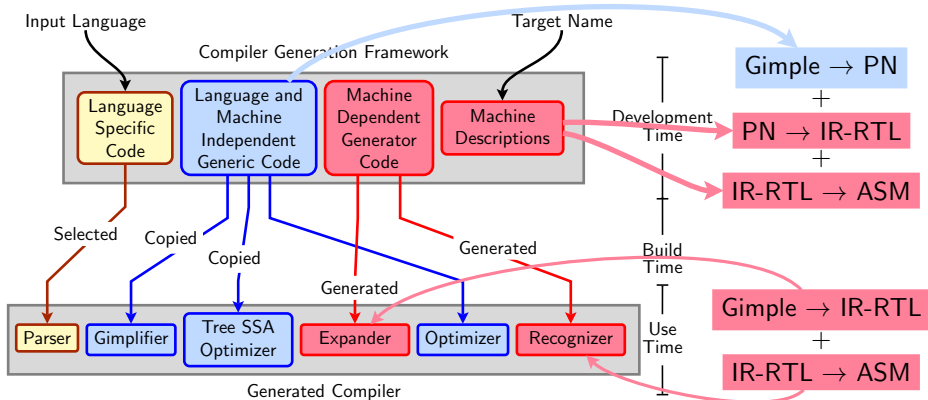 Input Language
Target Name
Compiler Generation Framework
Language
Specific
Code
Language and
Machine
Independent
Generic Code
Machine
Dependent
Generator
Code
Machine
Descriptions
Development
Time
Gimple → PN
+
PN → IR-RTL
+
IR-RTL → ASM
Selected
Copied
Copied
Generated
Generated
Build
Time
Parser
Gimplifier
Tree SSA
Optimizer
Expander
Optimizer
Recognizer
Use
Time
Gimple → IR-RTL
+
IR-RTL → ASM
Generated Compiler